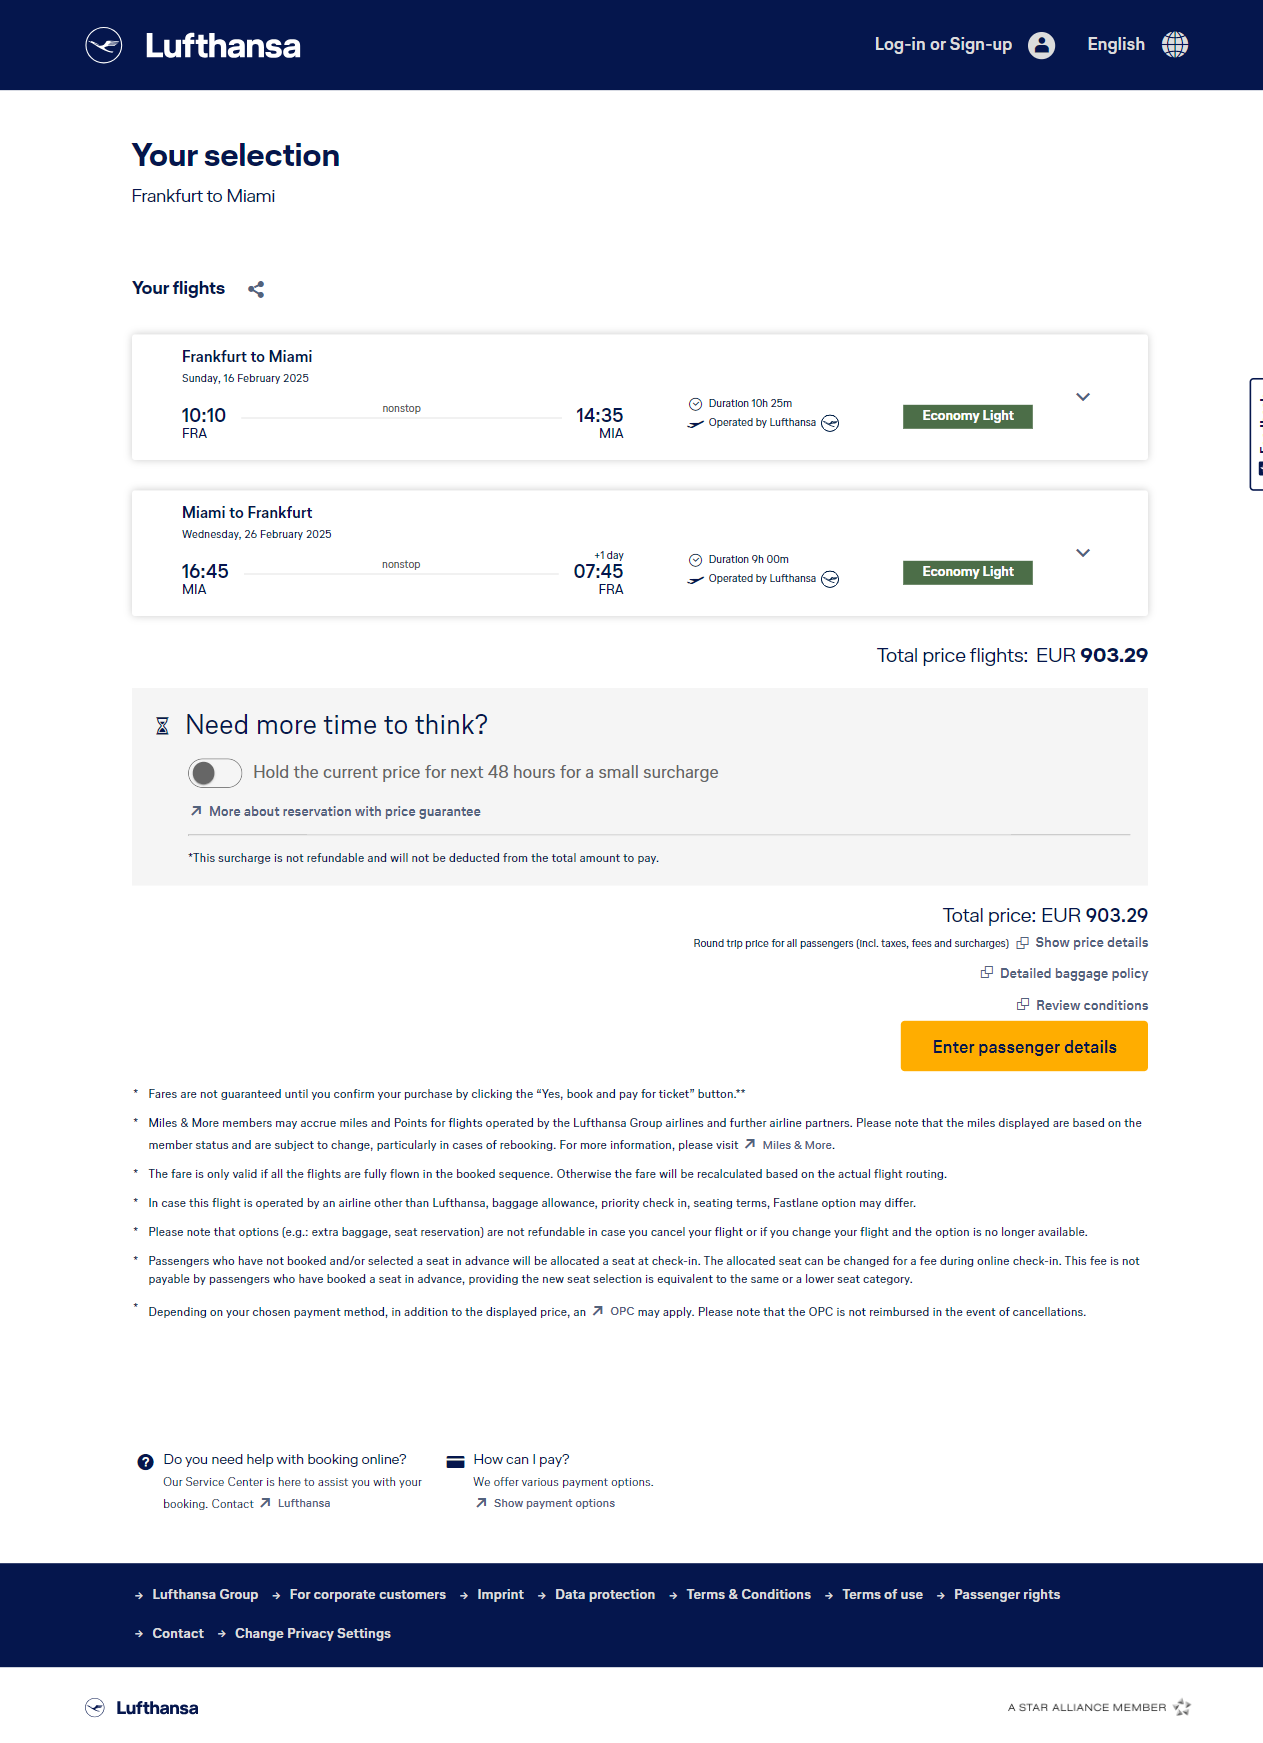 Lufthansa
Log-in or Sign-up
English
Your selection
Frankfurt to Miami
Your flights
Frankfurt to Miami
Sunday, 16 February 2025
10:10
nonstop
14:35
FRA
MIA
Duration 10h 25m
Operated by Lufthansa
Economy Light
Miami to Frankfurt
Wednesday, 26 February 2025
+1 day
16:45
nonstop
07:45
MIA
FRA
Duration 9h 00m
Operated by Lufthansa
Economy Light
Total price flights: EUR 903.29
Need more time to think?
Hold the current price for next 48 hours for a small surcharge
More about reservation with price guarantee
*This surcharge is not refundable and will not be deducted from the total amount to pay.
Total price: EUR 903.29
Round trip price for all passengers (incl. taxes, fees and surcharges) Show price details
Detailed baggage policy
Review conditions
Enter passenger details
* Fares are not guaranteed until you confirm your purchase by clicking the “Yes, book and pay for ticket” button.**
* Miles & More members may accrue miles and Points for flights operated by the Lufthansa Group airlines and further airline partners. Please note that the miles displayed are based on the
member status and are subject to change, particularly in cases of rebooking. For more information, please visit Miles & More.
* The fare is only valid if all the flights are fully flown in the booked sequence. Otherwise the fare will be recalculated based on the actual flight routing.
* In case this flight is operated by an airline other than Lufthansa, baggage allowance, priority check in, seating terms, Fastlane option may differ.
* Please note that options (e.g.: extra baggage, seat reservation) are not refundable in case you cancel your flight or if you change your flight and the option is no longer available.
* Passengers who have not booked and/or selected a seat in advance will be allocated a seat at check-in. The allocated seat can be changed for a fee during online check-in. This fee is not
payable by passengers who have booked a seat in advance, providing the new seat selection is equivalent to the same or a lower seat category.
* Depending on your chosen payment method, in addition to the displayed price, an OPC may apply. Please note that the OPC is not reimbursed in the event of cancellations.
Do you need help with booking online?
Our Service Center is here to assist you with your
booking. Contact Lufthansa
How can I pay?
We offer various payment options.
Show payment options
Lufthansa Group
For corporate customers
Imprint
Data protection
Terms & Conditions
Terms of use
Passenger rights
Contact
Change Privacy Settings
Lufthansa
A STAR ALLIANCE MEMBER